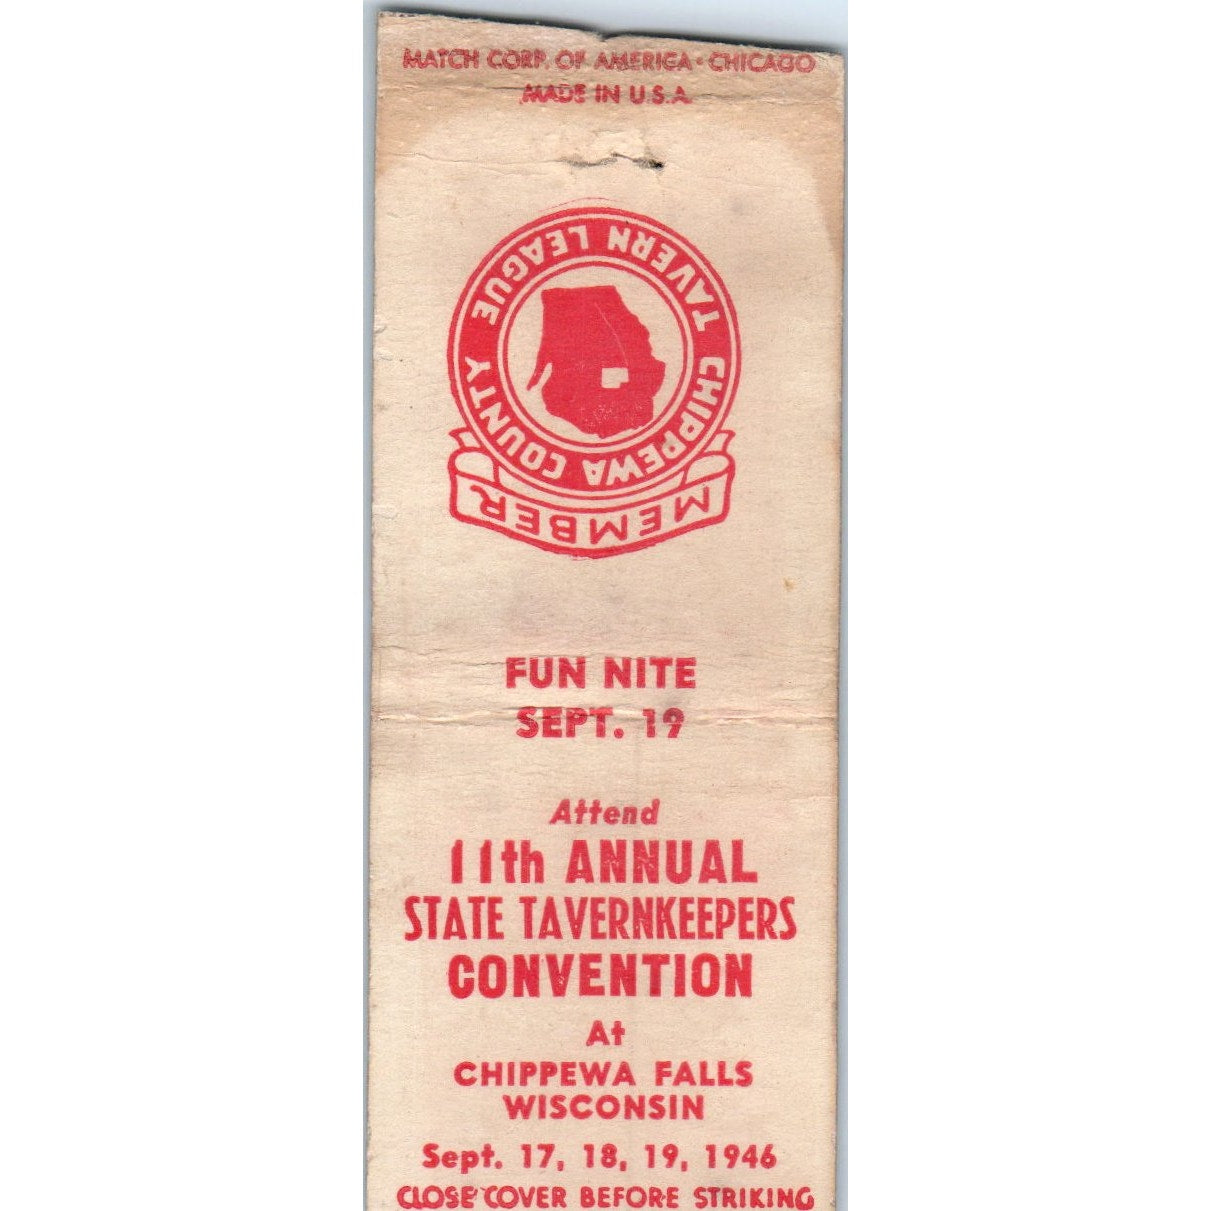 MATCH CORP. OF AMERICA · CHICAGO
MADE IN U.S.A.
CHIPPEWA COUNTY
TAVERN LEAGUE
MEMBER
FUN NITE
SEPT. 19
Attend
11th ANNUAL
STATE TAVERNKEEPERS
CONVENTION
At
CHIPPEWA FALLS
WISCONSIN
Sept. 17, 18, 19, 1946
CLOSE COVER BEFORE STRIKING